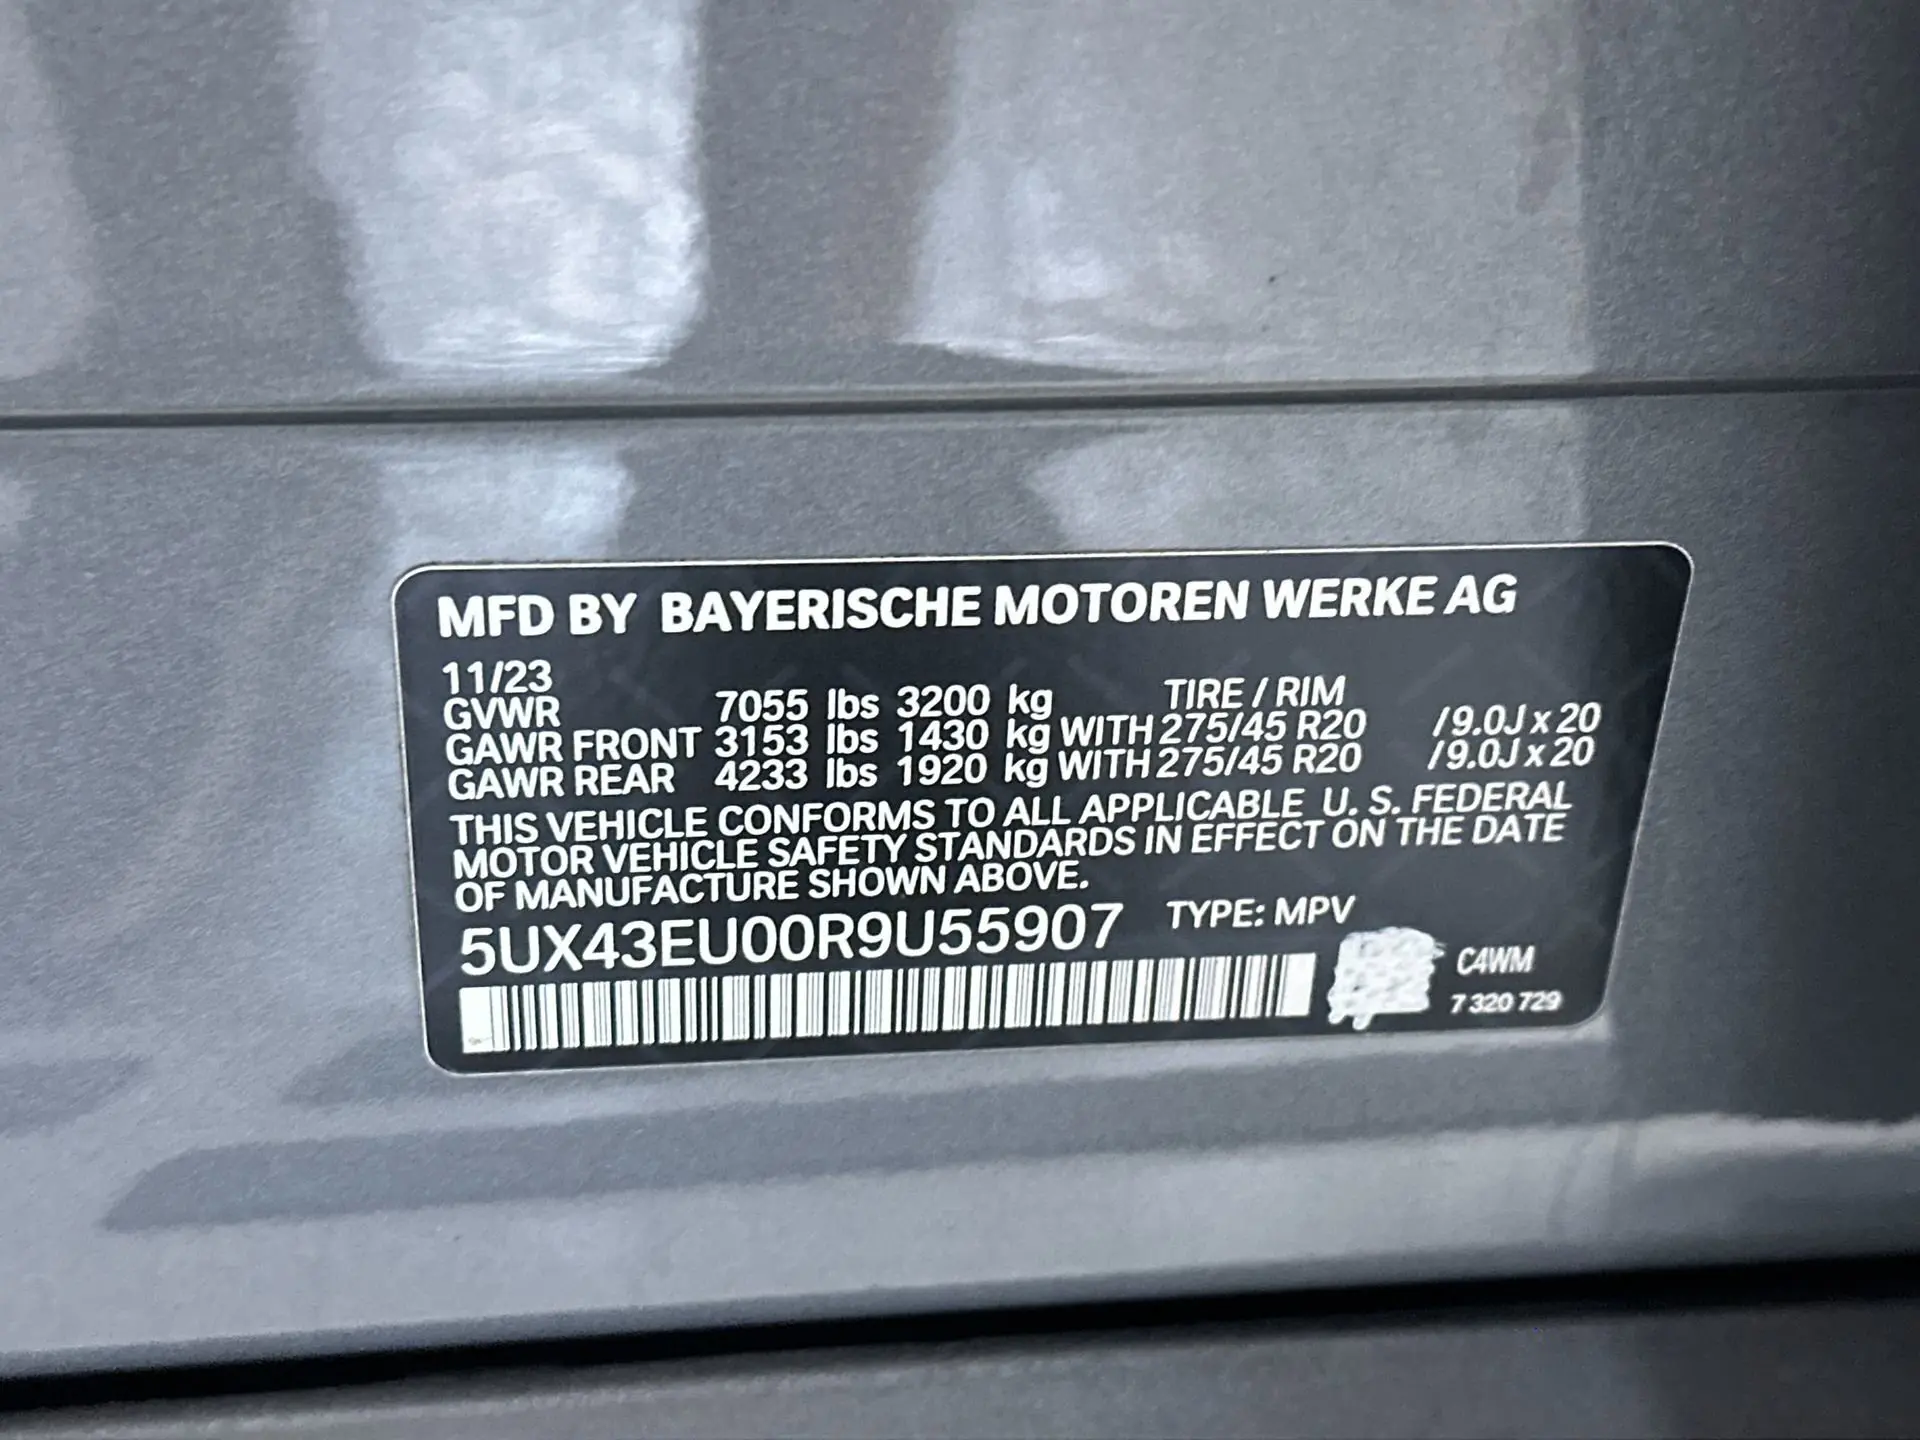 MFD BY BAYERISCHE MOTOREN WERKE AG
11/23
TIRE / RIM
GVWR 7055 lbs 3200 kg
GAWR FRONT 3153 lbs 1430 kg WITH 275/45 R20 /9.0J x 20
GAWR REAR 4233 lbs 1920 kg WITH 275/45 R20 /9.0J x 20
THIS VEHICLE CONFORMS TO ALL APPLICABLE U. S. FEDERAL
MOTOR VEHICLE SAFETY STANDARDS IN EFFECT ON THE DATE
OF MANUFACTURE SHOWN ABOVE.
5UX43EU00R9U55907 TYPE: MPV
C4WM
7 320 729